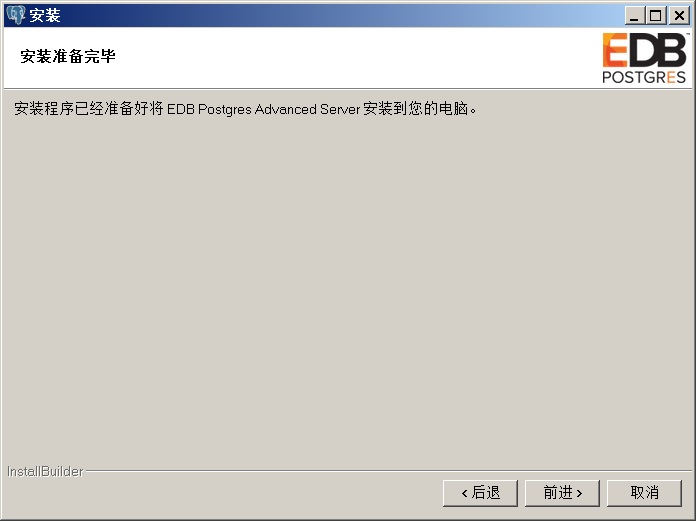 安装
安装准备完毕
EDB
POSTGRES
安装程序已经准备好将 EDB Postgres Advanced Server 安装到您的电脑。
InstallBuilder
< 后退
前进 >
取消